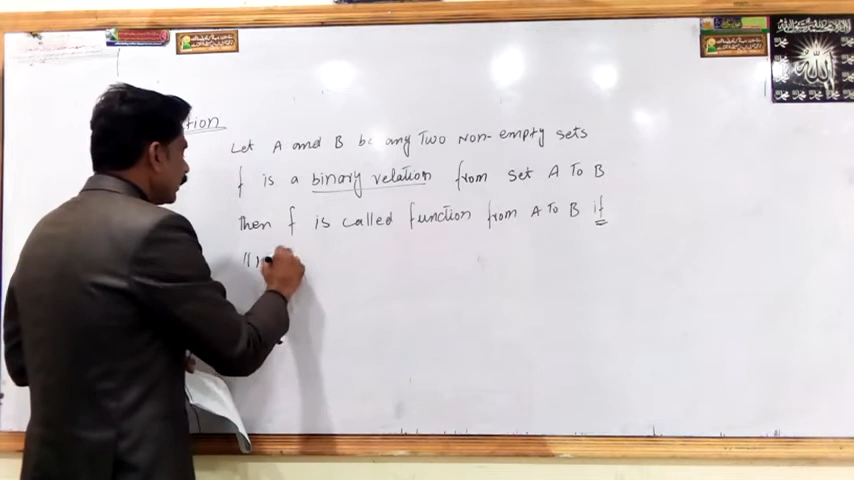 tion
Let A and B be any Two Non-empty sets
f is a binary relation from set A To B
Then f is called function from A To B if